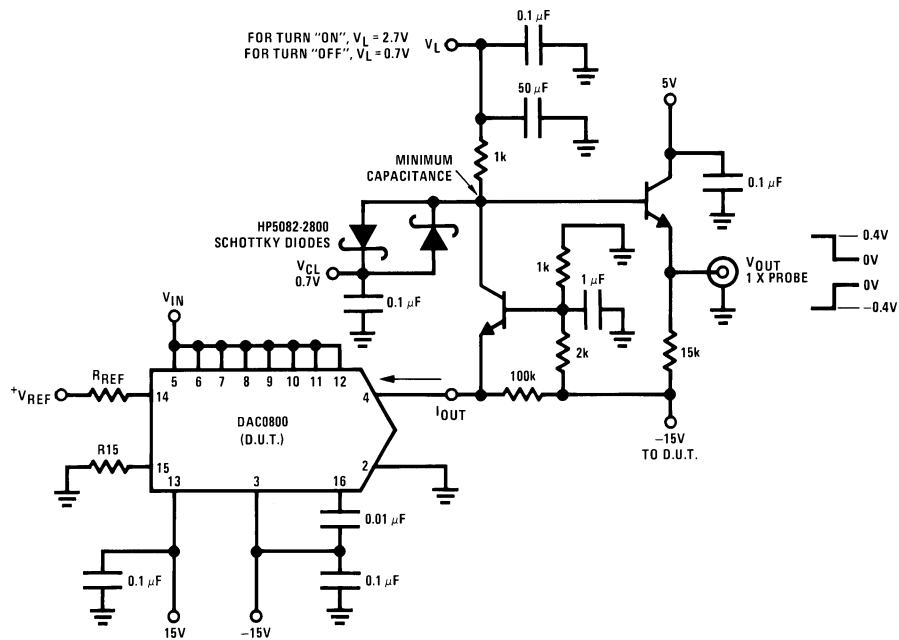 FOR TURN "ON", VL = 2.7V
FOR TURN "OFF", VL = 0.7V
VL
0.1 µF
50 µF
5V
1k
MINIMUM
CAPACITANCE
0.1 µF
HP5082-2800
SCHOTTKY DIODES
VCL
0.7V
0.1 µF
1k
1 µF
VOUT
1 X PROBE
0.4V
0V
0V
−0.4V
VIN
2k
15k
5 6 7 8 9 10 11 12
+VREF
RREF
14
4
100k
IOUT
DAC0800
(D.U.T.)
−15V
TO D.U.T.
R15
15
2
13
3
16
0.01 µF
0.1 µF
0.1 µF
15V
−15V